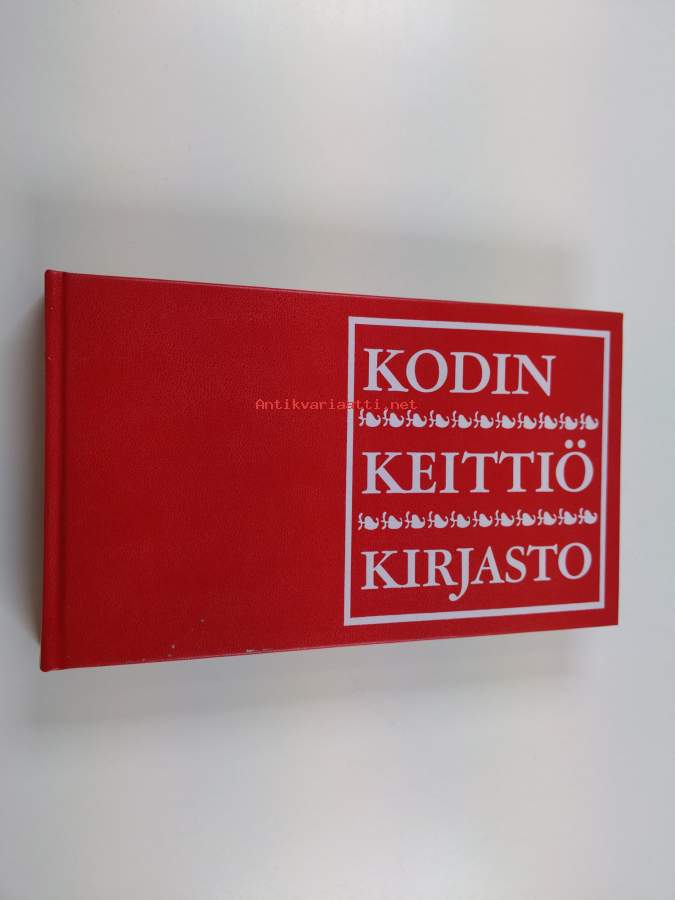 KODIN
Antikvariaatti.net
KEITTIÖ
KIRJASTO